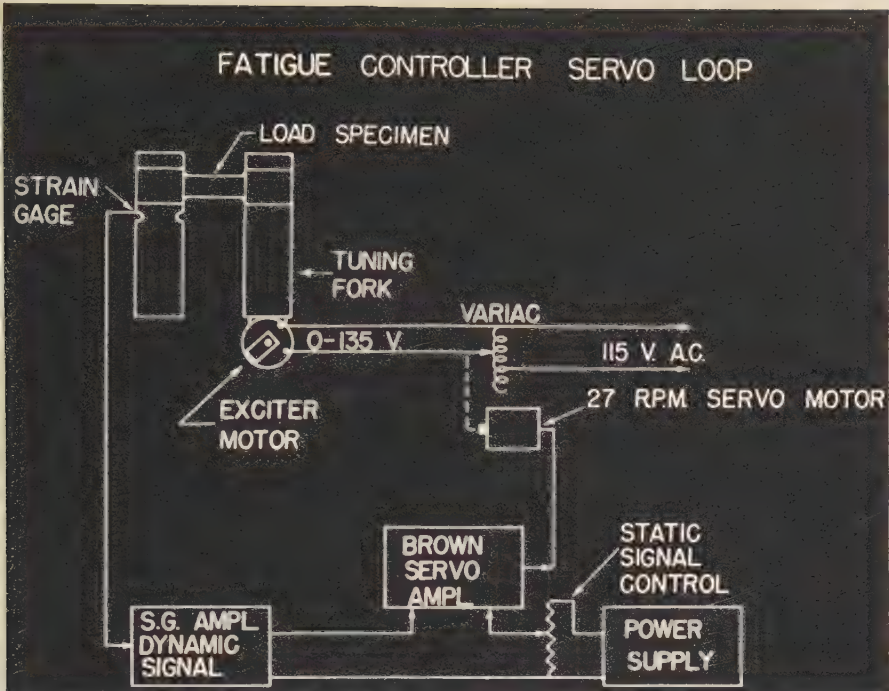 FATIGUE CONTROLLER SERVO LOOP
LOAD SPECIMEN
STRAIN
GAGE
TUNING
FORK
VARIAC
0-135 V.
115 V. A.C.
27 R.P.M. SERVO MOTOR
EXCITER
MOTOR
STATIC
SIGNAL
CONTROL
BROWN
SERVO
AMPL.
S.G. AMPL.
DYNAMIC
SIGNAL
POWER
SUPPLY